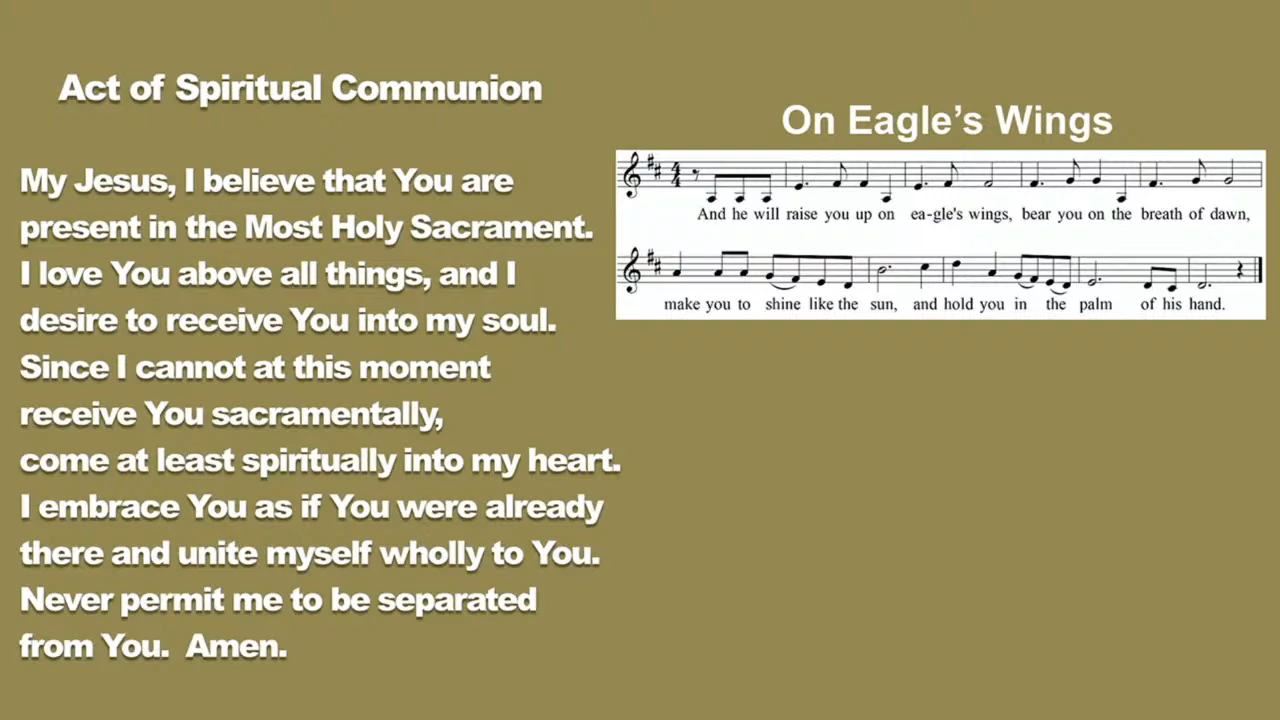 Act of Spiritual Communion
My Jesus, I believe that You are
present in the Most Holy Sacrament.
I love You above all things, and I
desire to receive You into my soul.
Since I cannot at this moment
receive You sacramentally,
come at least spiritually into my heart.
I embrace You as if You were already
there and unite myself wholly to You.
Never permit me to be separated
from You.  Amen.
On Eagle’s Wings
4
4
And he will raise you up on ea-gle's wings, bear you on the breath of dawn,
make you to shine like the sun, and hold you in the palm of his hand.